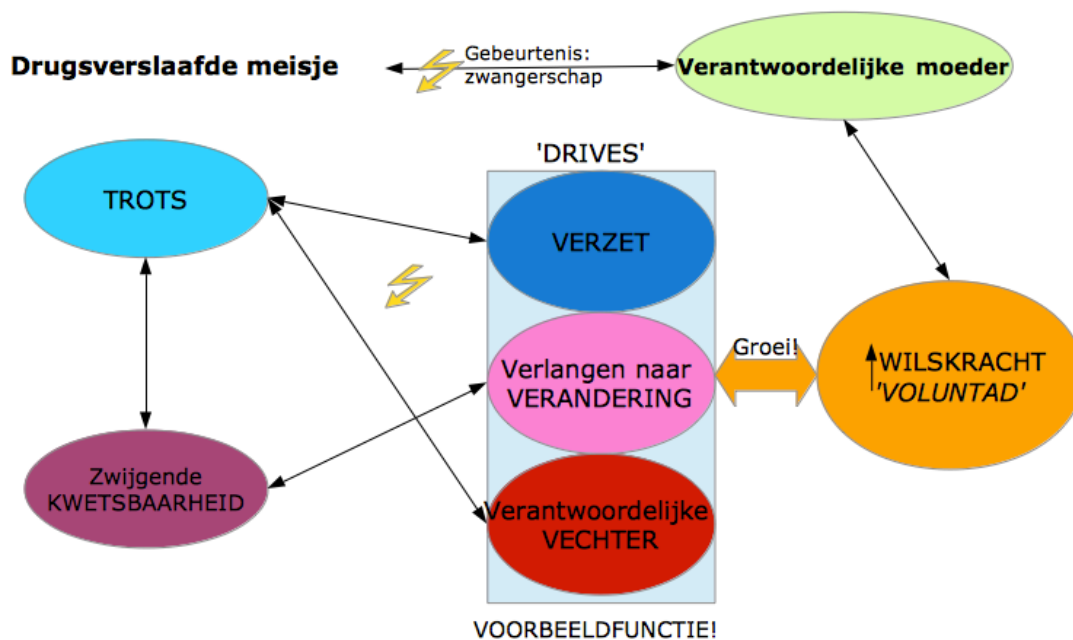 Drugsverslaafde meisje
Gebeurtenis:
zwangerschap
Verantwoordelijke moeder
'DRIVES'
TROTS
VERZET
Groei!
Verlangen naar
VERANDERING
WILSKRACHT
'VOLUNTAD'
Zwijgende
KWETSBAARHEID
Verantwoordelijke
VECHTER
VOORBEELDFUNCTIE!